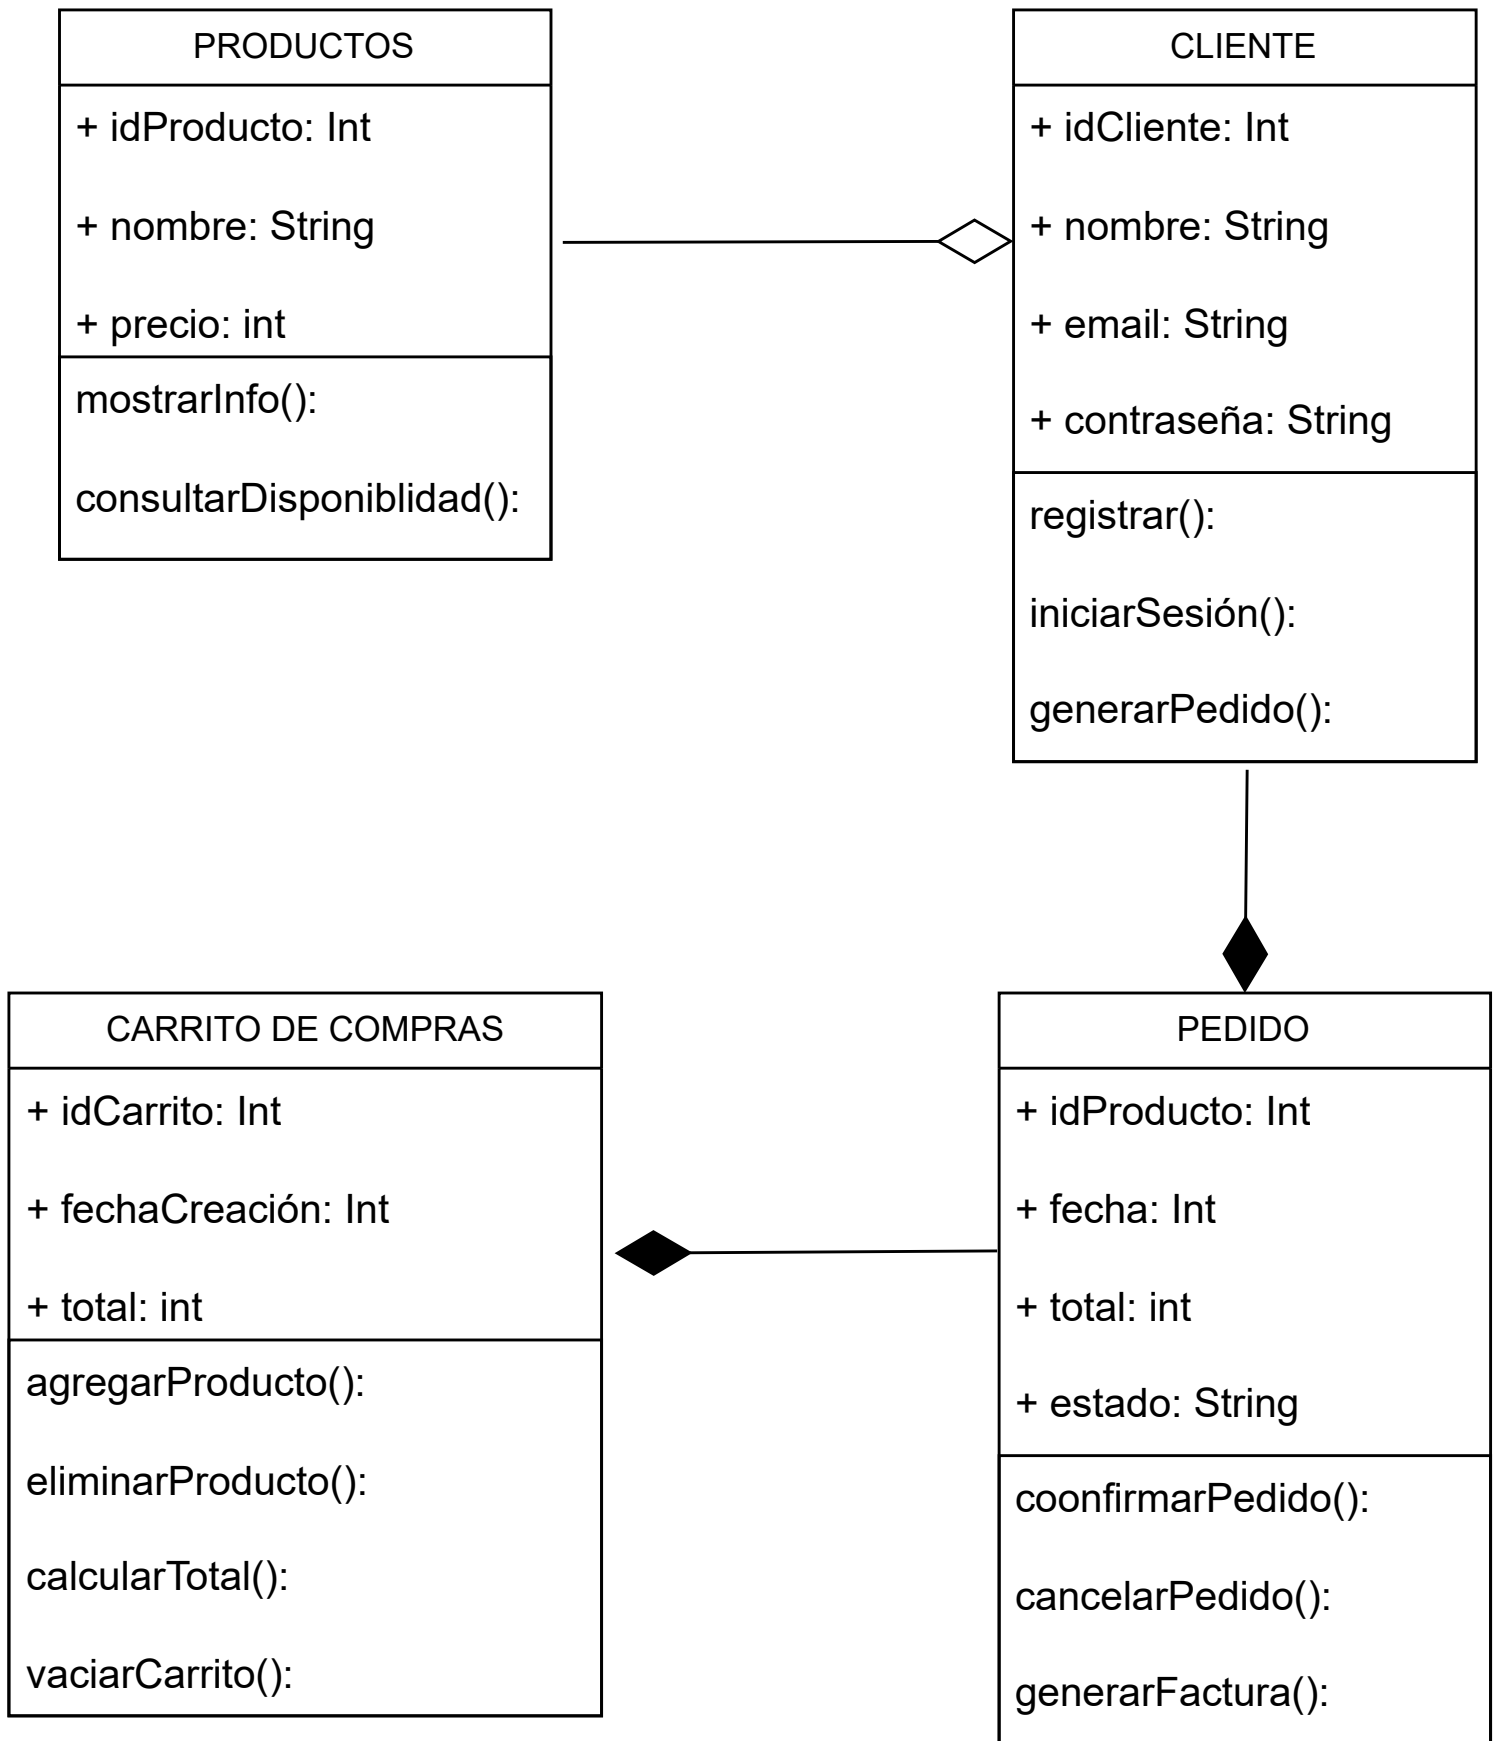 PRODUCTOS
+ idProducto: Int
+ nombre: String
+ precio: int
mostrarInfo():
consultarDisponiblidad():
CLIENTE
+ idCliente: Int
+ nombre: String
+ email: String
+ contraseña: String
registrar():
iniciarSesión():
generarPedido():
CARRITO DE COMPRAS
+ idCarrito: Int
+ fechaCreación: Int
+ total: int
agregarProducto():
eliminarProducto():
calcularTotal():
vaciarCarrito():
PEDIDO
+ idProducto: Int
+ fecha: Int
+ total: int
+ estado: String
coonfirmarPedido():
cancelarPedido():
generarFactura():